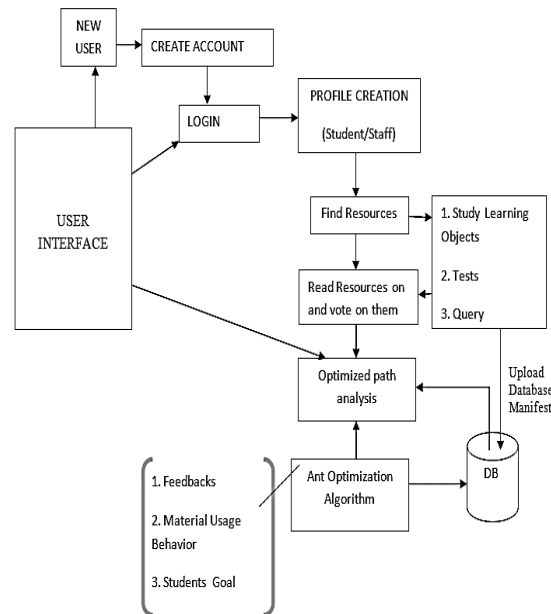 NEW
USER
CREATE ACCOUNT
LOGIN
PROFILE CREATION
(Student/Staff)
USER
INTERFACE
Find Resources
1. Study Learning
Objects
2. Tests
3. Query
Read Resources on
and vote on them
Upload
Database
Manifest
Optimized path
analysis
DB
Ant Optimization
Algorithm
1. Feedbacks
2. Material Usage
Behavior
3. Students Goal